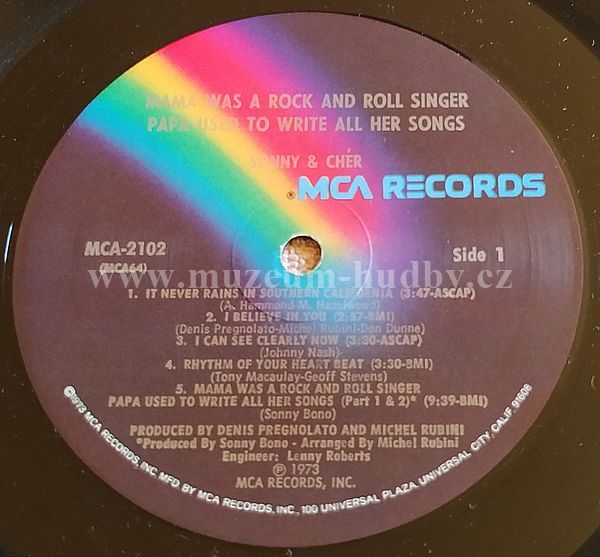 MAMA WAS A ROCK AND ROLL SINGER
PAPA USED TO WRITE ALL HER SONGS
SONNY & CHÉR
®MCA RECORDS
MCA-2102
(MCA64)
Side 1
www.muzeum-hudby.cz
1. IT NEVER RAINS IN SOUTHERN CALIFORNIA (3:47-ASCAP)
(A. Hammond-M. Hazelwood)
2. I BELIEVE IN YOU (2:57-BMI)
(Denis Pregnolato-Michel Rubini-Don Dunne)
3. I CAN SEE CLEARLY NOW (3:30-ASCAP)
(Johnny Nash)
4. RHYTHM OF YOUR HEART BEAT (3:30-BMI)
(Tony Macaulay-Geoff Stevens)
5. MAMA WAS A ROCK AND ROLL SINGER
PAPA USED TO WRITE ALL HER SONGS (Part 1 & 2)* (9:39-BMI)
(Sonny Bono)
PRODUCED BY DENIS PREGNOLATO AND MICHEL RUBINI
*Produced By Sonny Bono - Arranged By Michel Rubini
Engineer: Lenny Roberts
℗ 1973
MCA RECORDS, INC.
©1973 MCA RECORDS, INC. MFD. BY MCA RECORDS, INC., 100 UNIVERSAL PLAZA, UNIVERSAL CITY, CALIF. 91608